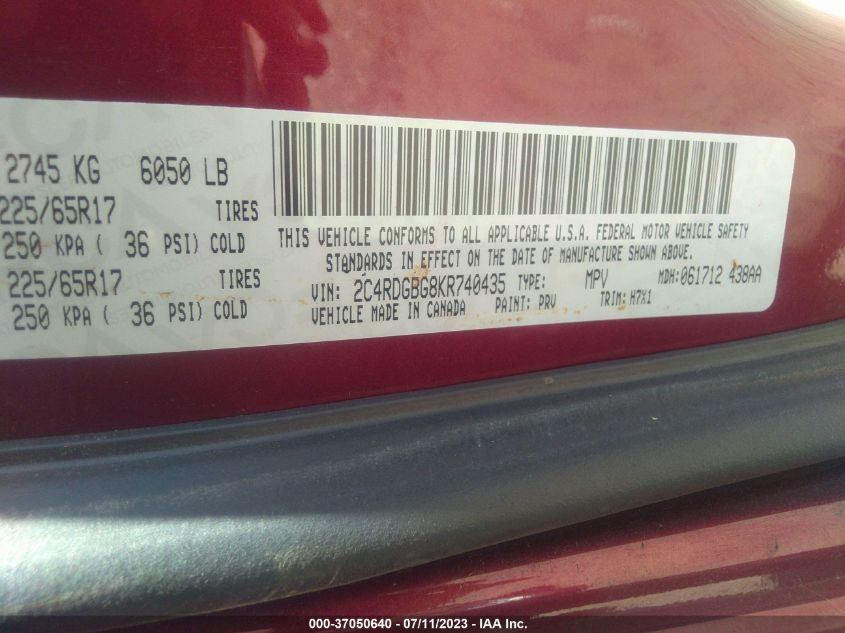 2745 KG 6050 LB
225/65R17 TIRES
250 KPA ( 36 PSI) COLD
225/65R17 TIRES
250 KPA ( 36 PSI) COLD
THIS VEHICLE CONFORMS TO ALL APPLICABLE U.S.A. FEDERAL MOTOR VEHICLE SAFETY
STANDARDS IN EFFECT ON THE DATE OF MANUFACTURE SHOWN ABOVE.
VIN: 2C4RDGBG8KR740435 TYPE: MPV MDH: 061712 438AA
VEHICLE MADE IN CANADA PAINT: PRV TRIM: H7X1
000-37050640 - 07/11/2023 - IAA Inc.